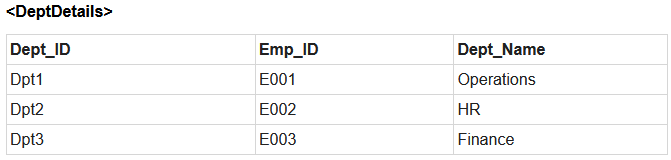 <DeptDetails>
Dept_ID Emp_ID Dept_Name
Dpt1 E001 Operations
Dpt2 E002 HR
Dpt3 E003 Finance